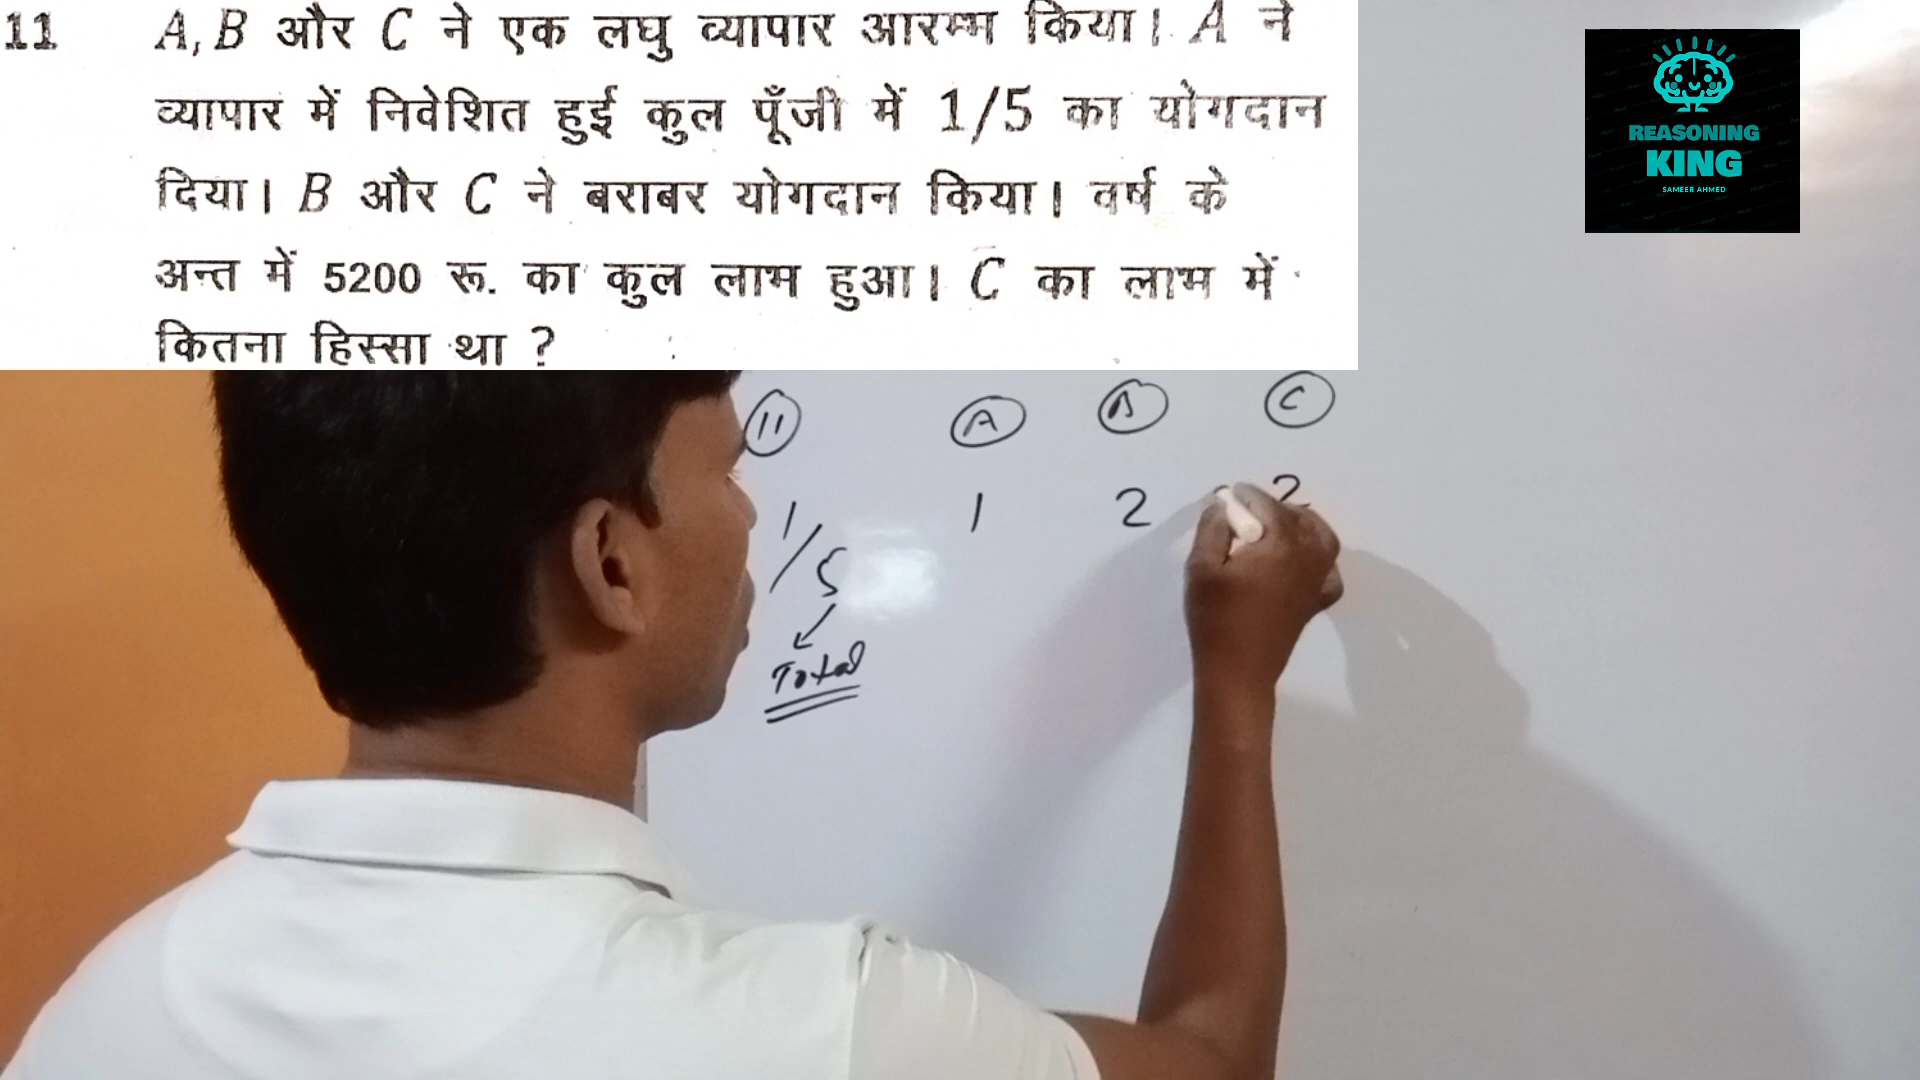 11 A, B और C ने एक लघु व्यापार आरम्भ किया। A ने
व्यापार में निवेशित हुई कुल पूँजी में 1/5 का योगदान
दिया। B और C ने बराबर योगदान किया। वर्ष के
अन्त में 5200 रू. का कुल लाभ हुआ। C का लाभ में
कितना हिस्सा था ?
REASONING
KING
SAMEER AHMED
11 A B C
1 2 2
1/5
Total